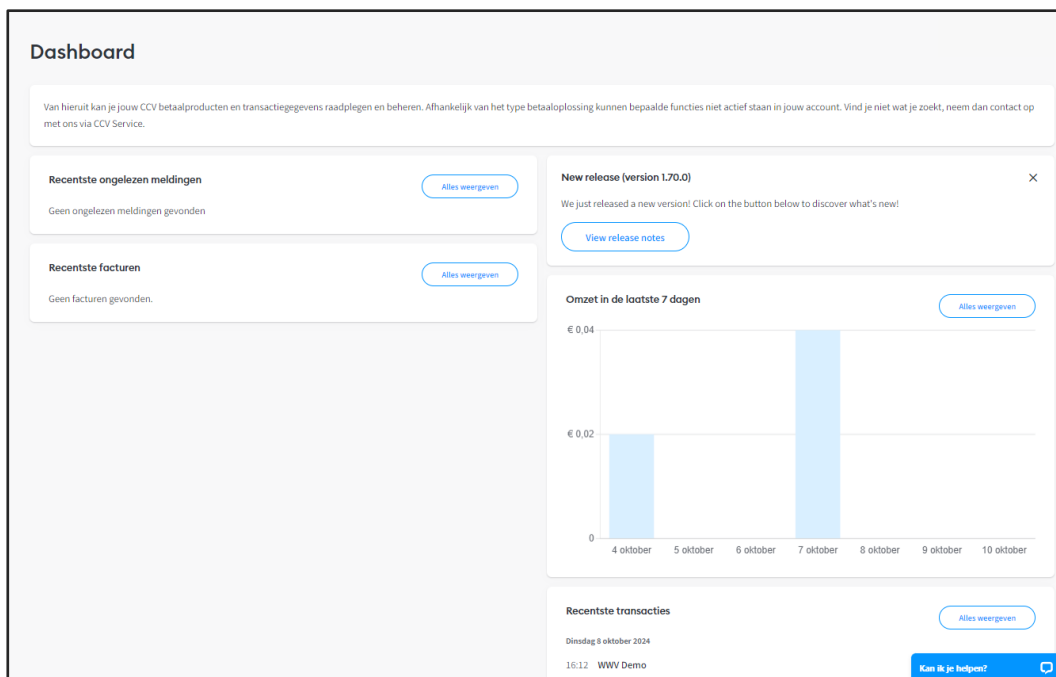 Dashboard
Van hieruit kan je jouw CCV betaalproducten en transactiegegevens raadplegen en beheren. Afhankelijk van het type betaaloplossing kunnen bepaalde functies niet actief staan in jouw account. Vind je niet wat je zoekt, neem dan contact op
met ons via CCV Service.
Recentste ongelezen meldingen
Alles weergeven
Geen ongelezen meldingen gevonden
Recentste facturen
Alles weergeven
Geen facturen gevonden.
New release (version 1.70.0)
We just released a new version! Click on the button below to discover what's new!
View release notes
Omzet in de laatste 7 dagen
Alles weergeven
€ 0,04
€ 0,02
0
4 oktober 5 oktober 6 oktober 7 oktober 8 oktober 9 oktober 10 oktober
Recentste transacties
Alles weergeven
Dinsdag 8 oktober 2024
16:12 WWV Demo
Kan ik je helpen?